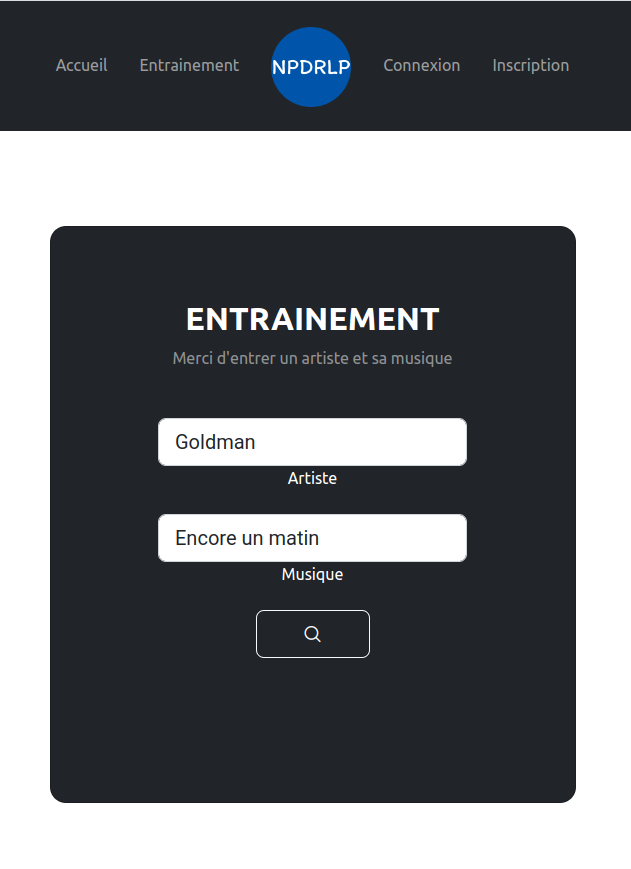 Accueil Entrainement NPDRLP Connexion Inscription
ENTRAINEMENT
Merci d'entrer un artiste et sa musique
Goldman
Artiste
Encore un matin
Musique